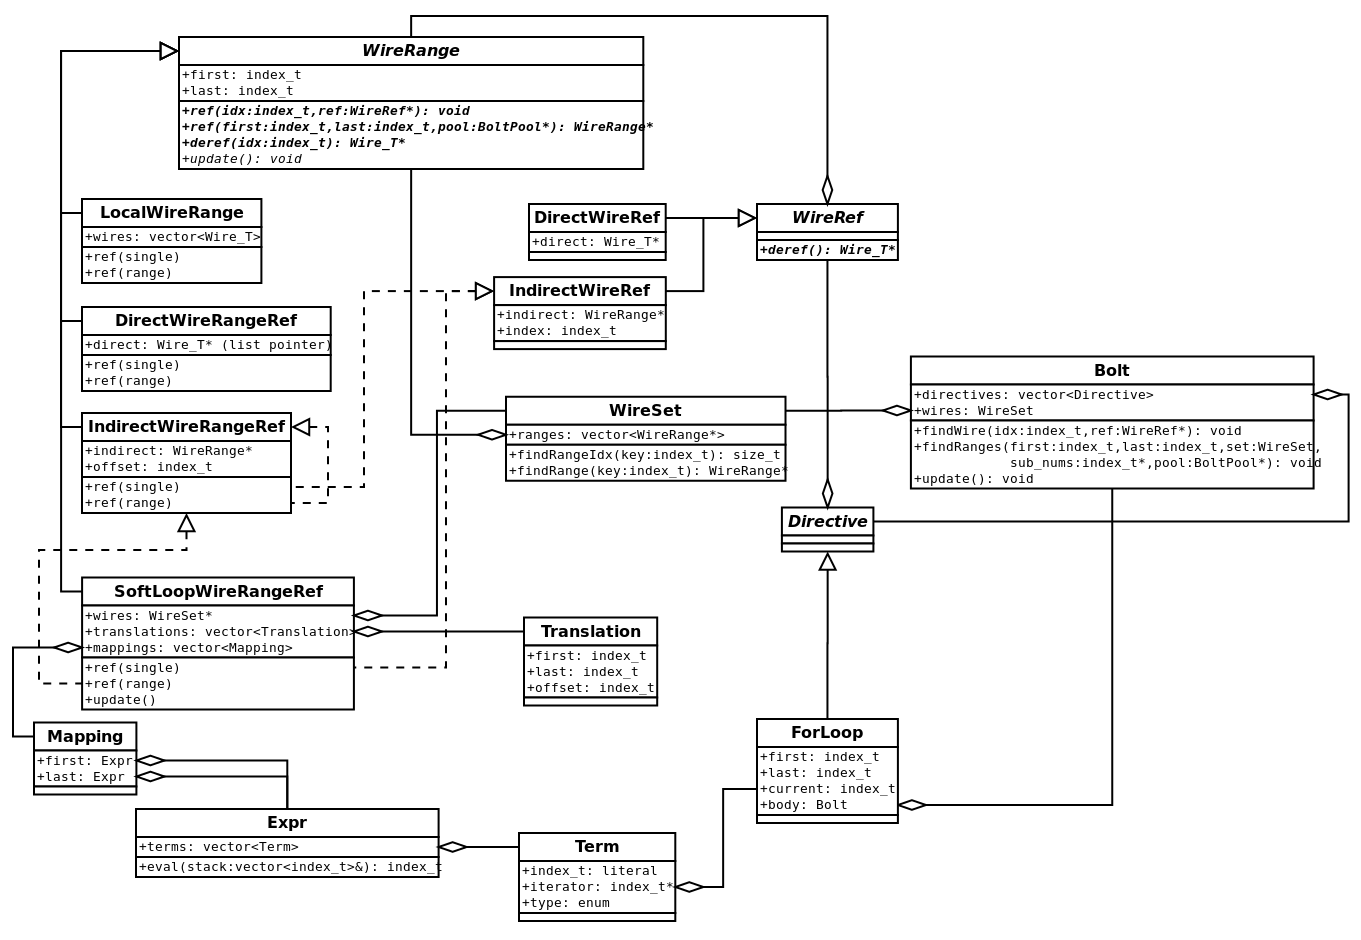 WireRange
+first: index_t
+last: index_t
+ref(idx:index_t,ref:WireRef*): void
+ref(first:index_t,last:index_t,pool:BoltPool*): WireRange*
+deref(idx:index_t): Wire_T*
+update(): void
LocalWireRange
+wires: vector<Wire_T>
+ref(single)
+ref(range)
DirectWireRef
+direct: Wire_T*
WireRef
+deref(): Wire_T*
IndirectWireRef
+indirect: WireRange*
+index: index_t
DirectWireRangeRef
+direct: Wire_T* (list pointer)
+ref(single)
+ref(range)
Bolt
+directives: vector<Directive>
+wires: WireSet
+findWire(idx:index_t,ref:WireRef*): void
+findRanges(first:index_t,last:index_t,set:WireSet,
sub_nums:index_t*,pool:BoltPool*): void
+update(): void
WireSet
+ranges: vector<WireRange*>
+findRangeIdx(key:index_t): size_t
+findRange(key:index_t): WireRange*
IndirectWireRangeRef
+indirect: WireRange*
+offset: index_t
+ref(single)
+ref(range)
Directive
SoftLoopWireRangeRef
+wires: WireSet*
+translations: vector<Translation>
+mappings: vector<Mapping>
+ref(single)
+ref(range)
+update()
Translation
+first: index_t
+last: index_t
+offset: index_t
Mapping
+first: Expr
+last: Expr
ForLoop
+first: index_t
+last: index_t
+current: index_t
+body: Bolt
Expr
+terms: vector<Term>
+eval(stack:vector<index_t>&): index_t
Term
+index_t: literal
+iterator: index_t*
+type: enum